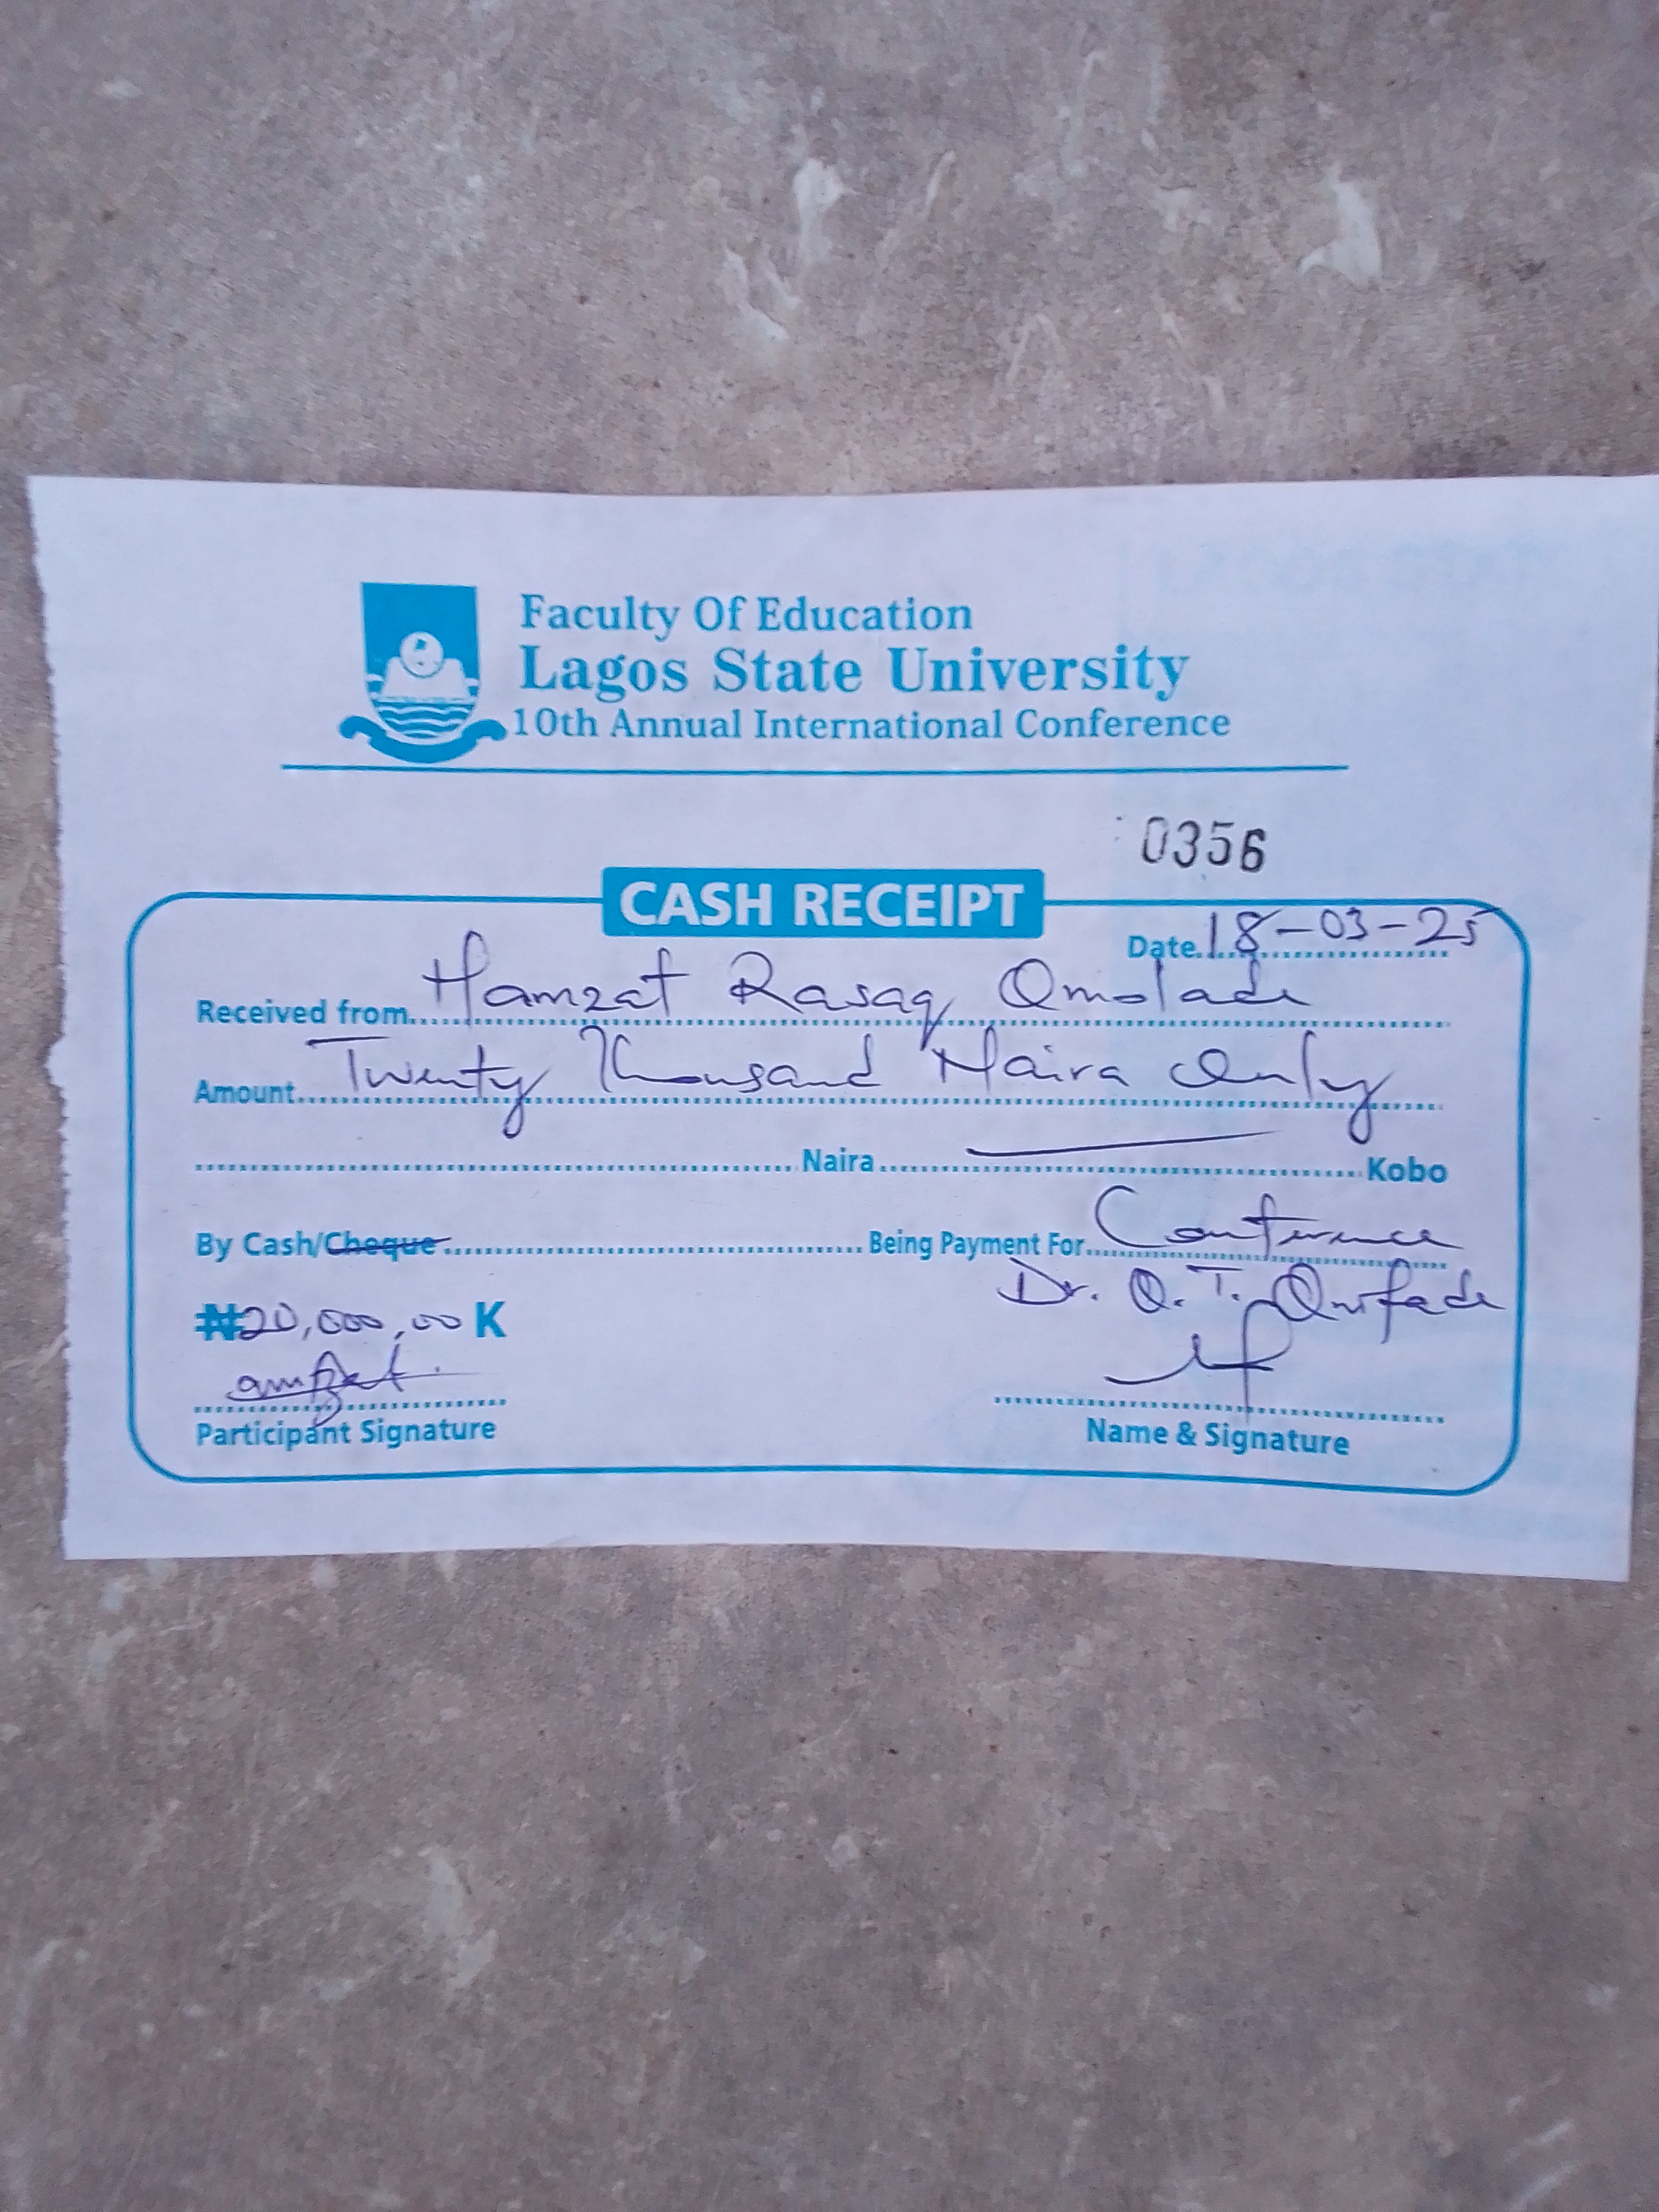 Faculty Of Education
Lagos State University
10th Annual International Conference
0356
CASH RECEIPT
Date 18-03-25
Received from Hamzat Rasaq Omolade
Amount Twenty Thousand Naira Only
Naira Kobo
By Cash/Cheque Being Payment For Conference
₦20,000,00 K Dr. O.T. Onifade
Participant Signature Name & Signature